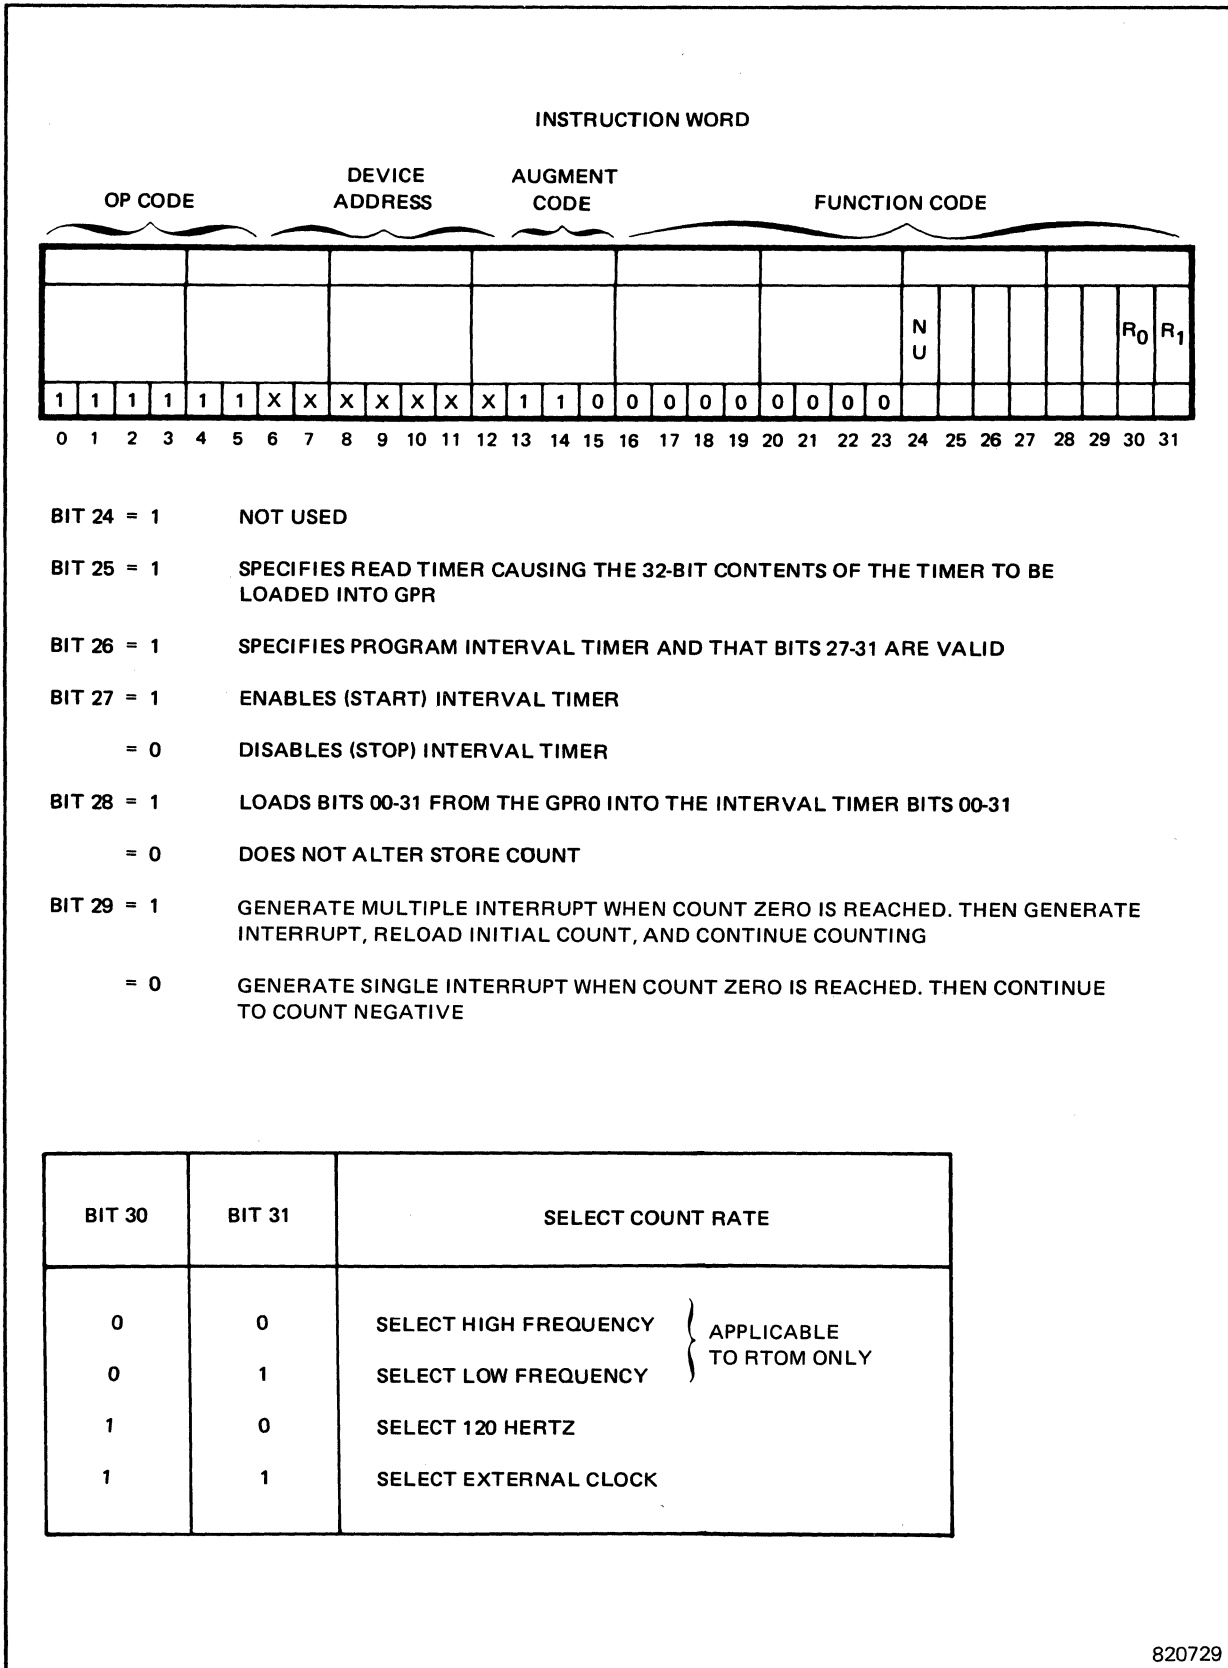 INSTRUCTION WORD
OP CODE
DEVICE
ADDRESS
AUGMENT
CODE
FUNCTION CODE
N
U
R0 R1
1 1 1 1 1 1 X X X X X X X 1 1 0 0 0 0 0 0 0 0 0
0 1 2 3 4 5 6 7 8 9 10 11 12 13 14 15 16 17 18 19 20 21 22 23 24 25 26 27 28 29 30 31
BIT 24 = 1 NOT USED
BIT 25 = 1 SPECIFIES READ TIMER CAUSING THE 32-BIT CONTENTS OF THE TIMER TO BE
LOADED INTO GPR
BIT 26 = 1 SPECIFIES PROGRAM INTERVAL TIMER AND THAT BITS 27-31 ARE VALID
BIT 27 = 1 ENABLES (START) INTERVAL TIMER
= 0 DISABLES (STOP) INTERVAL TIMER
BIT 28 = 1 LOADS BITS 00-31 FROM THE GPR0 INTO THE INTERVAL TIMER BITS 00-31
= 0 DOES NOT ALTER STORE COUNT
BIT 29 = 1 GENERATE MULTIPLE INTERRUPT WHEN COUNT ZERO IS REACHED. THEN GENERATE
INTERRUPT, RELOAD INITIAL COUNT, AND CONTINUE COUNTING
= 0 GENERATE SINGLE INTERRUPT WHEN COUNT ZERO IS REACHED. THEN CONTINUE
TO COUNT NEGATIVE
BIT 30 BIT 31 SELECT COUNT RATE
0 0 SELECT HIGH FREQUENCY
0 1 SELECT LOW FREQUENCY
APPLICABLE
TO RTOM ONLY
1 0 SELECT 120 HERTZ
1 1 SELECT EXTERNAL CLOCK
820729